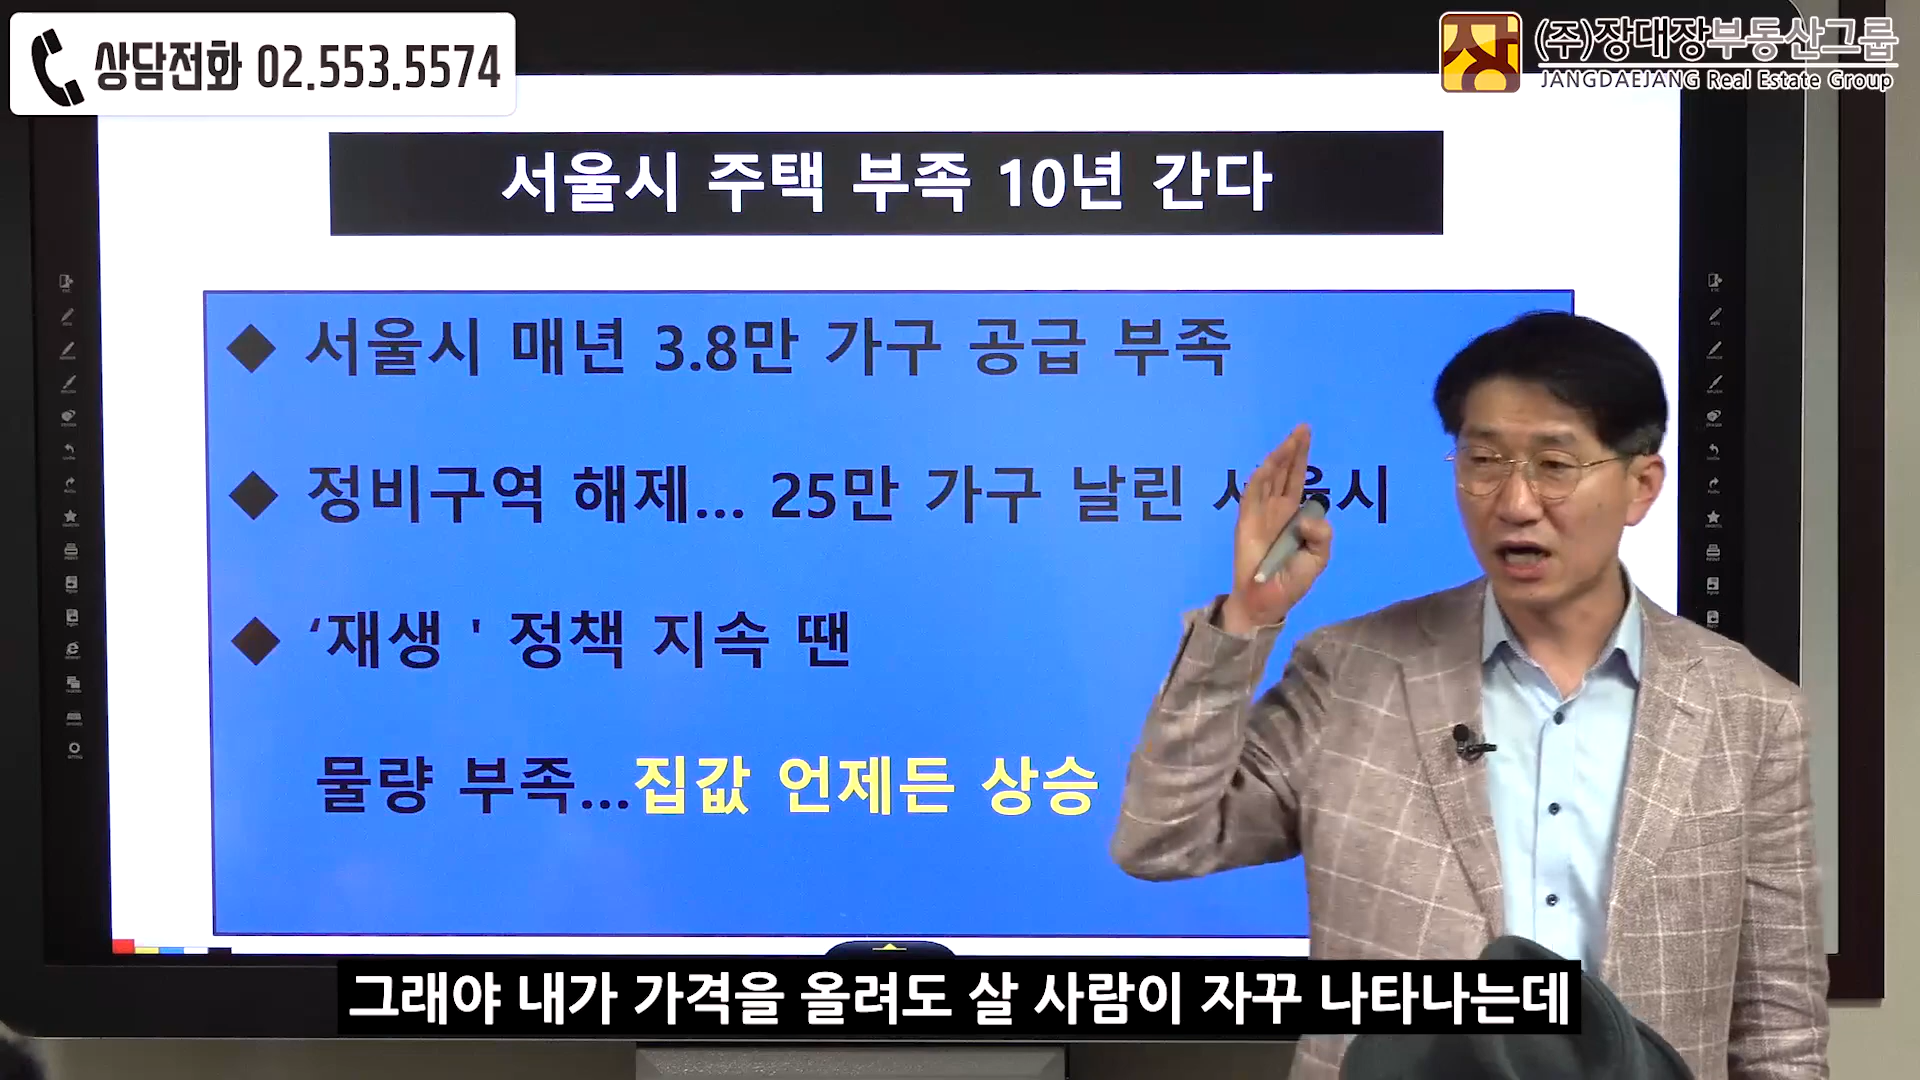 상담전화 02.553.5574
장
(주)장대장부동산그룹
JANGDAEJANG Real Estate Group
서울시 주택 부족 10년 간다
◆ 서울시 매년 3.8만 가구 공급 부족
◆ 정비구역 해제... 25만 가구 날린 서울시
◆ ‘재생 ' 정책 지속 땐
물량 부족...집값 언제든 상승
그래야 내가 가격을 올려도 살 사람이 자꾸 나타나는데